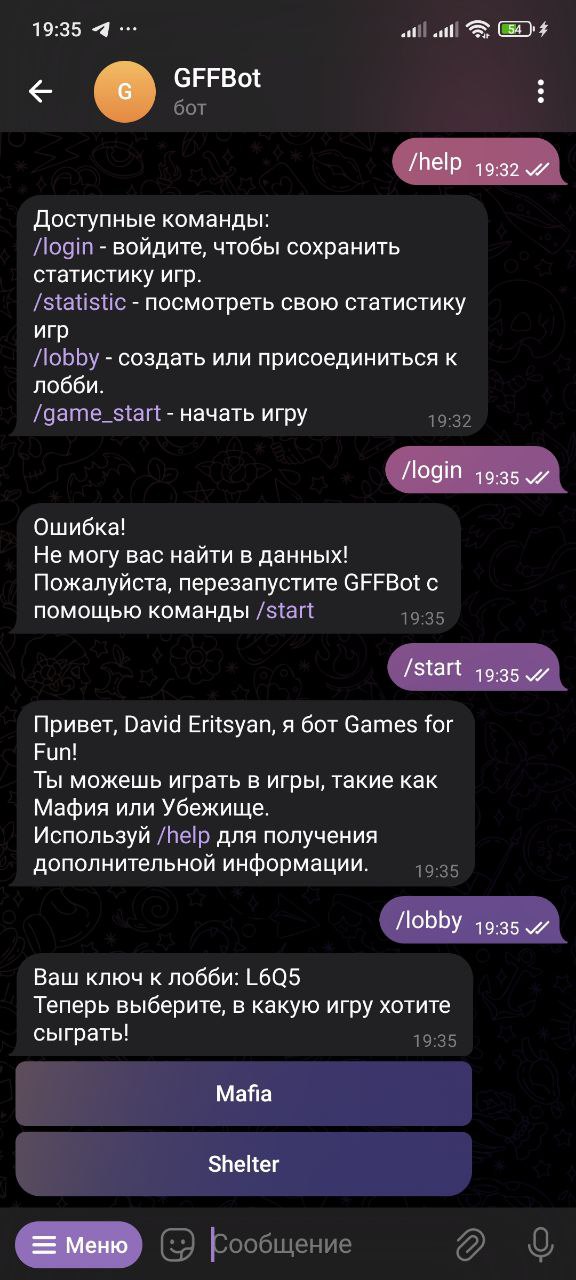 19:35
54
G
GFFBot
бот
/help 19:32
Доступные команды:
/login - войдите, чтобы сохранить
статистику игр.
/statistic - посмотреть свою статистику
игр
/lobby - создать или присоединиться к
лобби.
/game_start - начать игру
19:32
/login 19:35
Ошибка!
Не могу вас найти в данных!
Пожалуйста, перезапустите GFFBot с
помощью команды /start
19:35
/start 19:35
Привет, David Eritsyan, я бот Games for
Fun!
Ты можешь играть в игры, такие как
Мафия или Убежище.
Используй /help для получения
дополнительной информации.
19:35
/lobby 19:35
Ваш ключ к лобби: L6Q5
Теперь выберите, в какую игру хотите
сыграть!
19:35
Mafia
Shelter
Меню
Сообщение